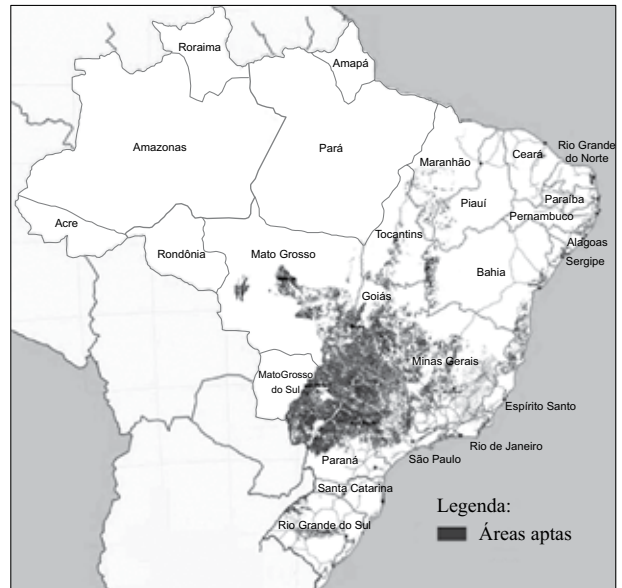 Roraima
Amapá
Amazonas
Pará
Maranhão
Ceará
Rio Grande
do Norte
Piauí
Paraíba
Pernambuco
Acre
Rondônia
Mato Grosso
Tocantins
Alagoas
Sergipe
Bahia
Goiás
Minas Gerais
MatoGrosso
do Sul
Espírito Santo
Rio de Janeiro
São Paulo
Paraná
Santa Catarina
Rio Grande do Sul
Legenda:
Áreas aptas